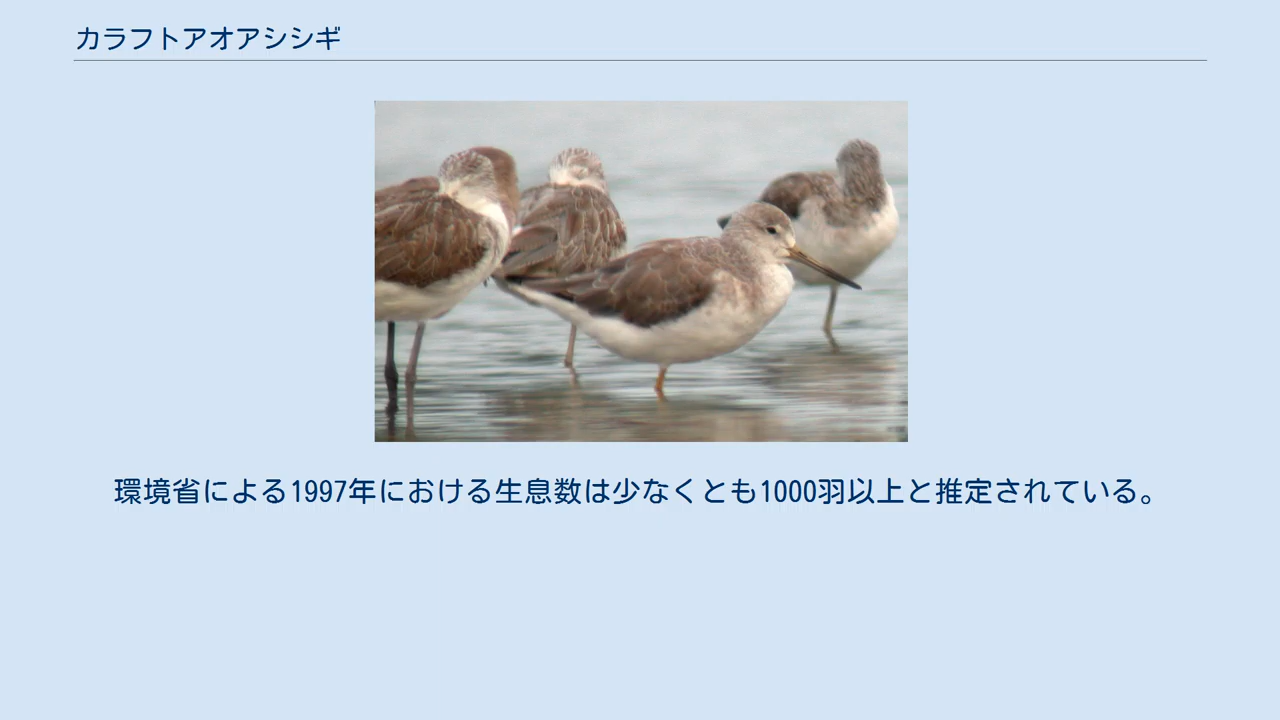 カラフトアオアシシギ
環境省による1997年における生息数は少なくとも1000羽以上と推定されている。